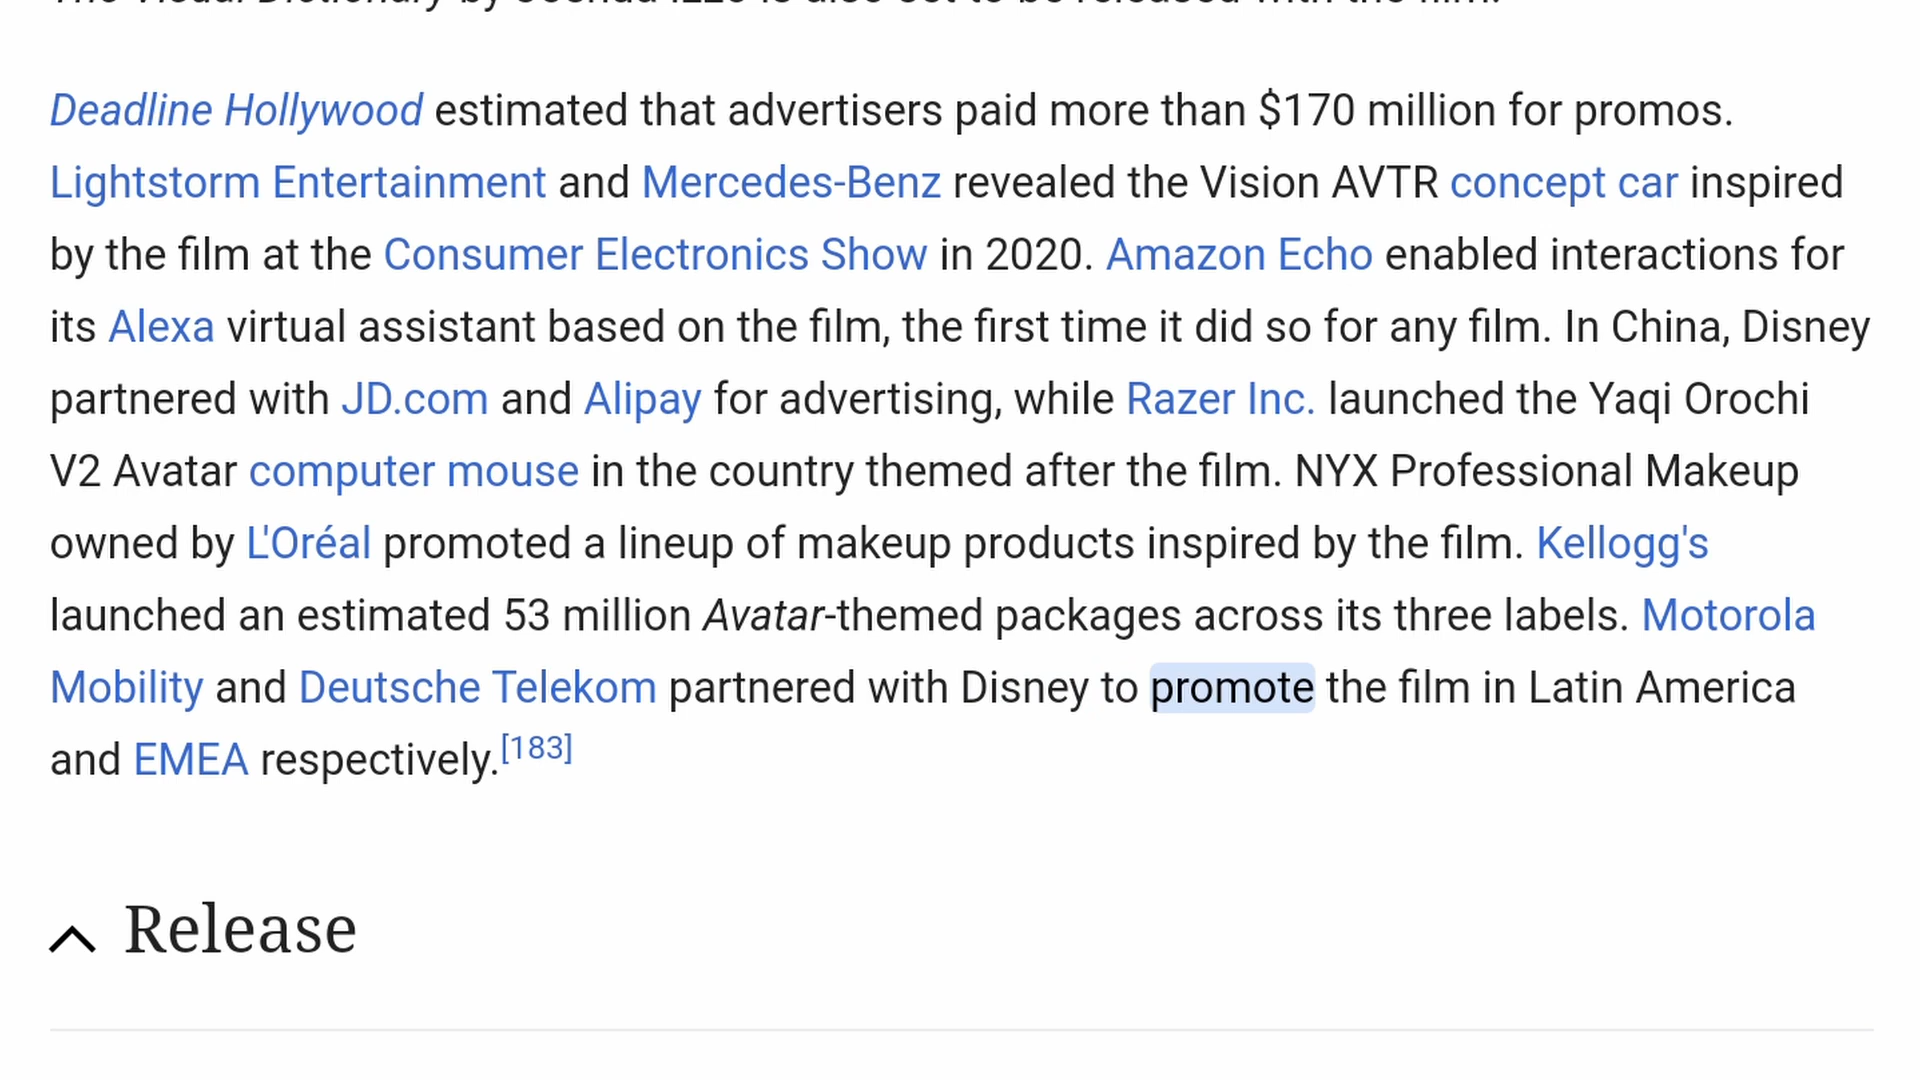 Deadline Hollywood estimated that advertisers paid more than $170 million for promos.
Lightstorm Entertainment and Mercedes-Benz revealed the Vision AVTR concept car inspired
by the film at the Consumer Electronics Show in 2020. Amazon Echo enabled interactions for
its Alexa virtual assistant based on the film, the first time it did so for any film. In China, Disney
partnered with JD.com and Alipay for advertising, while Razer Inc. launched the Yaqi Orochi
V2 Avatar computer mouse in the country themed after the film. NYX Professional Makeup
owned by L'Oréal promoted a lineup of makeup products inspired by the film. Kellogg's
launched an estimated 53 million Avatar-themed packages across its three labels. Motorola
Mobility and Deutsche Telekom partnered with Disney to promote the film in Latin America
and EMEA respectively.[183]
Release